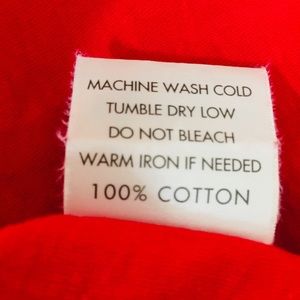 MACHINE WASH COLD
TUMBLE DRY LOW
DO NOT BLEACH
WARM IRON IF NEEDED
100% COTTON